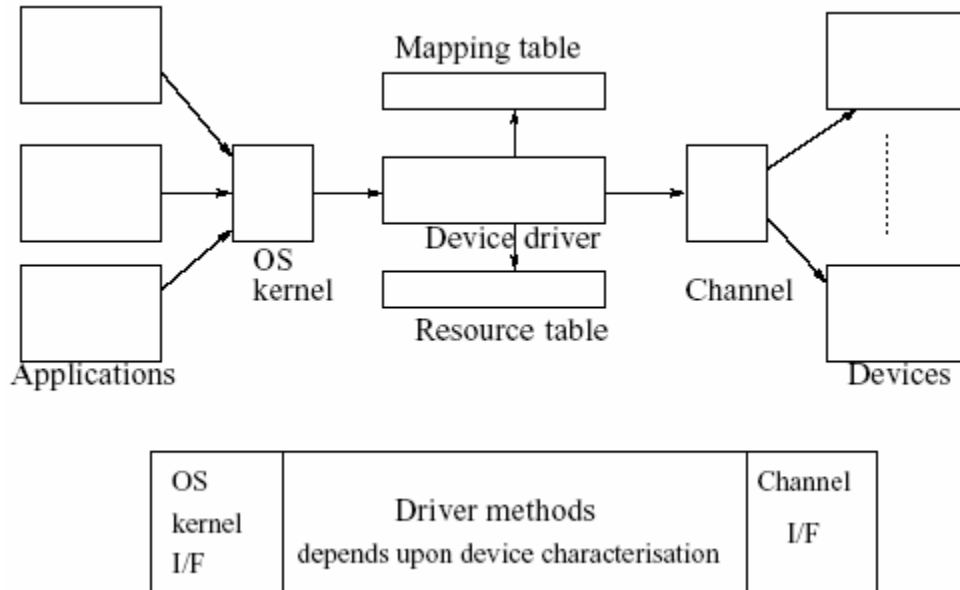 Mapping table
Device driver
OS
kernel
Channel
Resource table
Applications
Devices
OS
kernel
I/F
Driver methods
depends upon device characterisation
Channel
I/F